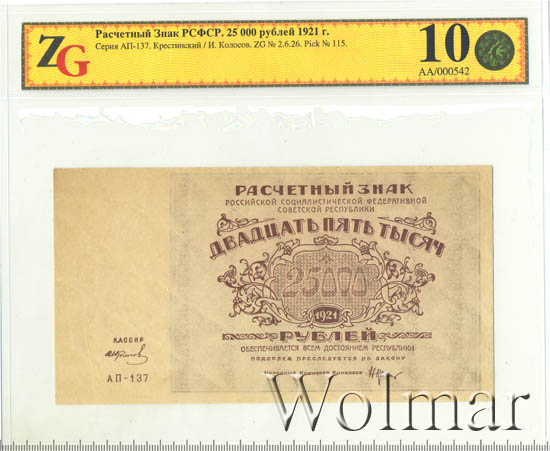 ZG
Расчетный Знак РСФСР. 25 000 рублей 1921 г.
Серия АП-137. Крестинский / И. Колосов. ZG № 2.6.26. Pick № 115.
10
AA/000542
РАСЧЕТНЫЙ ЗНАК
РОССИЙСКОЙ СОЦИАЛИСТИЧЕСКОЙ ФЕДЕРАТИВНОЙ
СОВЕТСКОЙ РЕСПУБЛИКИ
ДВАДЦАТЬ ПЯТЬ ТЫСЯЧ
25000
1921
РУБЛЕЙ
ОБЕСПЕЧИВАЕТСЯ ВСЕМ ДОСТОЯНИЕМ РЕСПУБЛИКИ
ПОДДЕЛКА ПРЕСЛЕДУЕТСЯ ПО ЗАКОНУ
КАССИР
АП-137
Народный Комиссар Финансов
Wolmar